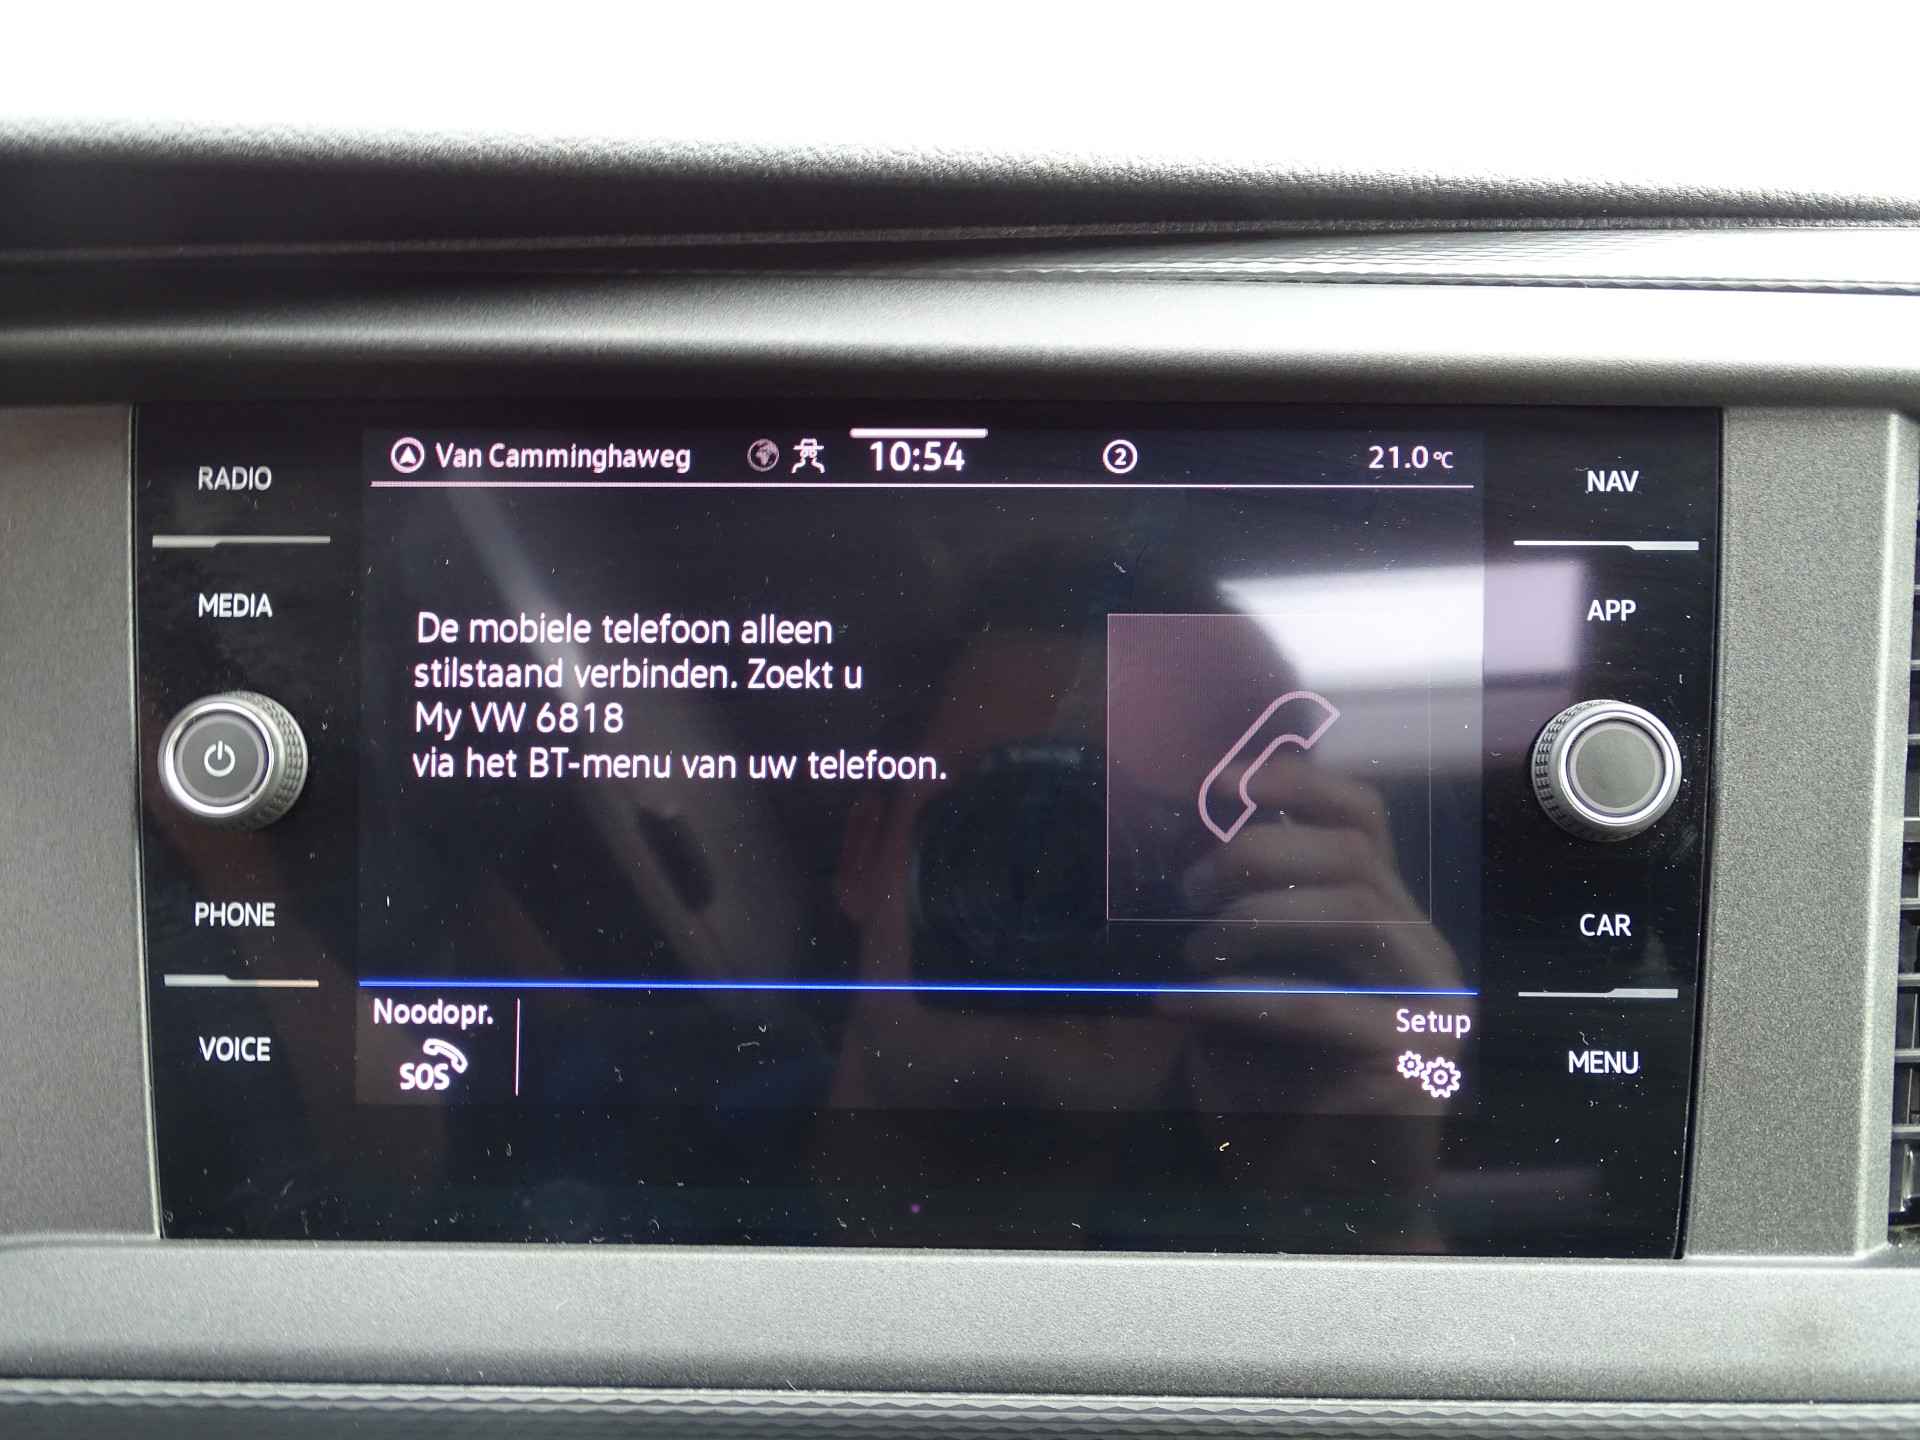 Van Camminghaweg 10:54 2 21.0°C
RADIO
MEDIA
PHONE
VOICE
De mobiele telefoon alleen
stilstaand verbinden. Zoekt u
My VW 6818
via het BT-menu van uw telefoon.
Noodopr.
SOS
Setup
NAV
APP
CAR
MENU